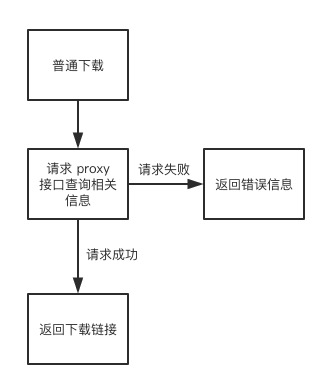 普通下载
请求 proxy
接口查询相关
信息
请求失败
返回错误信息
请求成功
返回下载链接